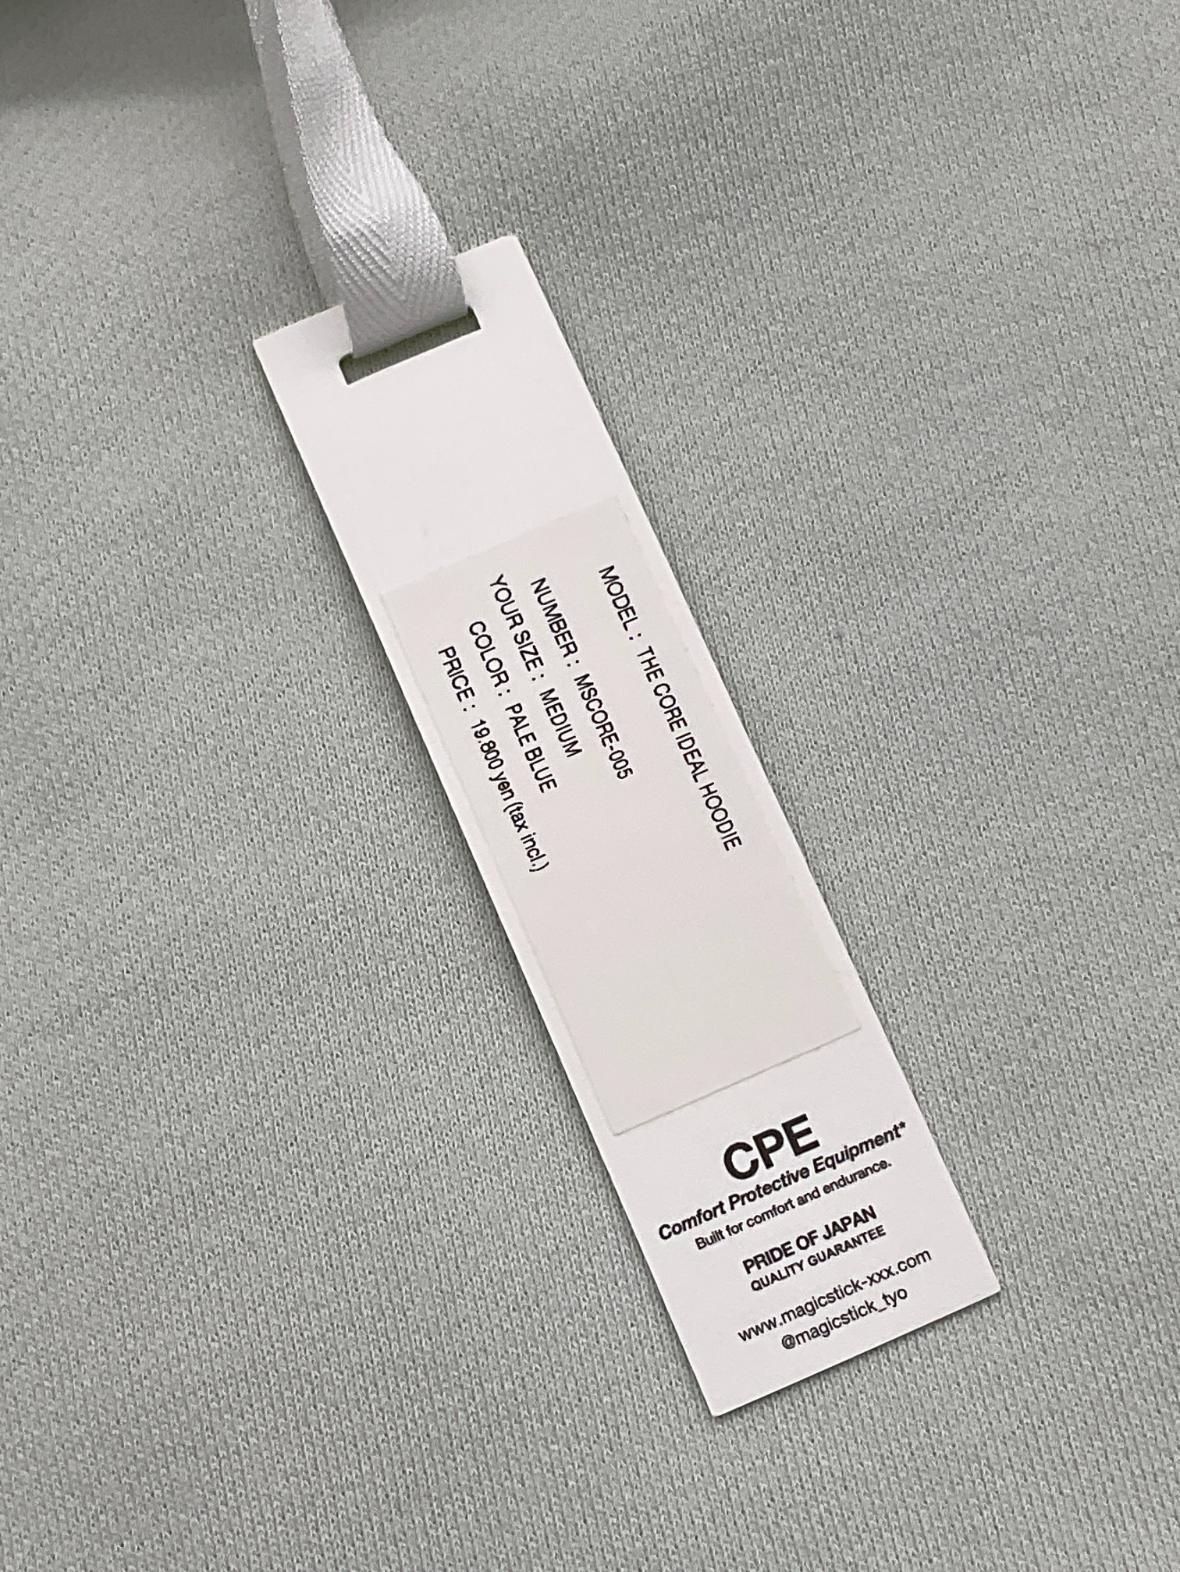 MODEL : THE CORE IDEAL HOODIE
NUMBER : MSCORE-005
YOUR SIZE : MEDIUM
COLOR : PALE BLUE
PRICE : 19.800 yen (tax incl.)
CPE
Comfort Protective Equipment*
Built for comfort and endurance.
PRIDE OF JAPAN
QUALITY GUARANTEE
www.magicstick-xxx.com
@magicstick_tyo